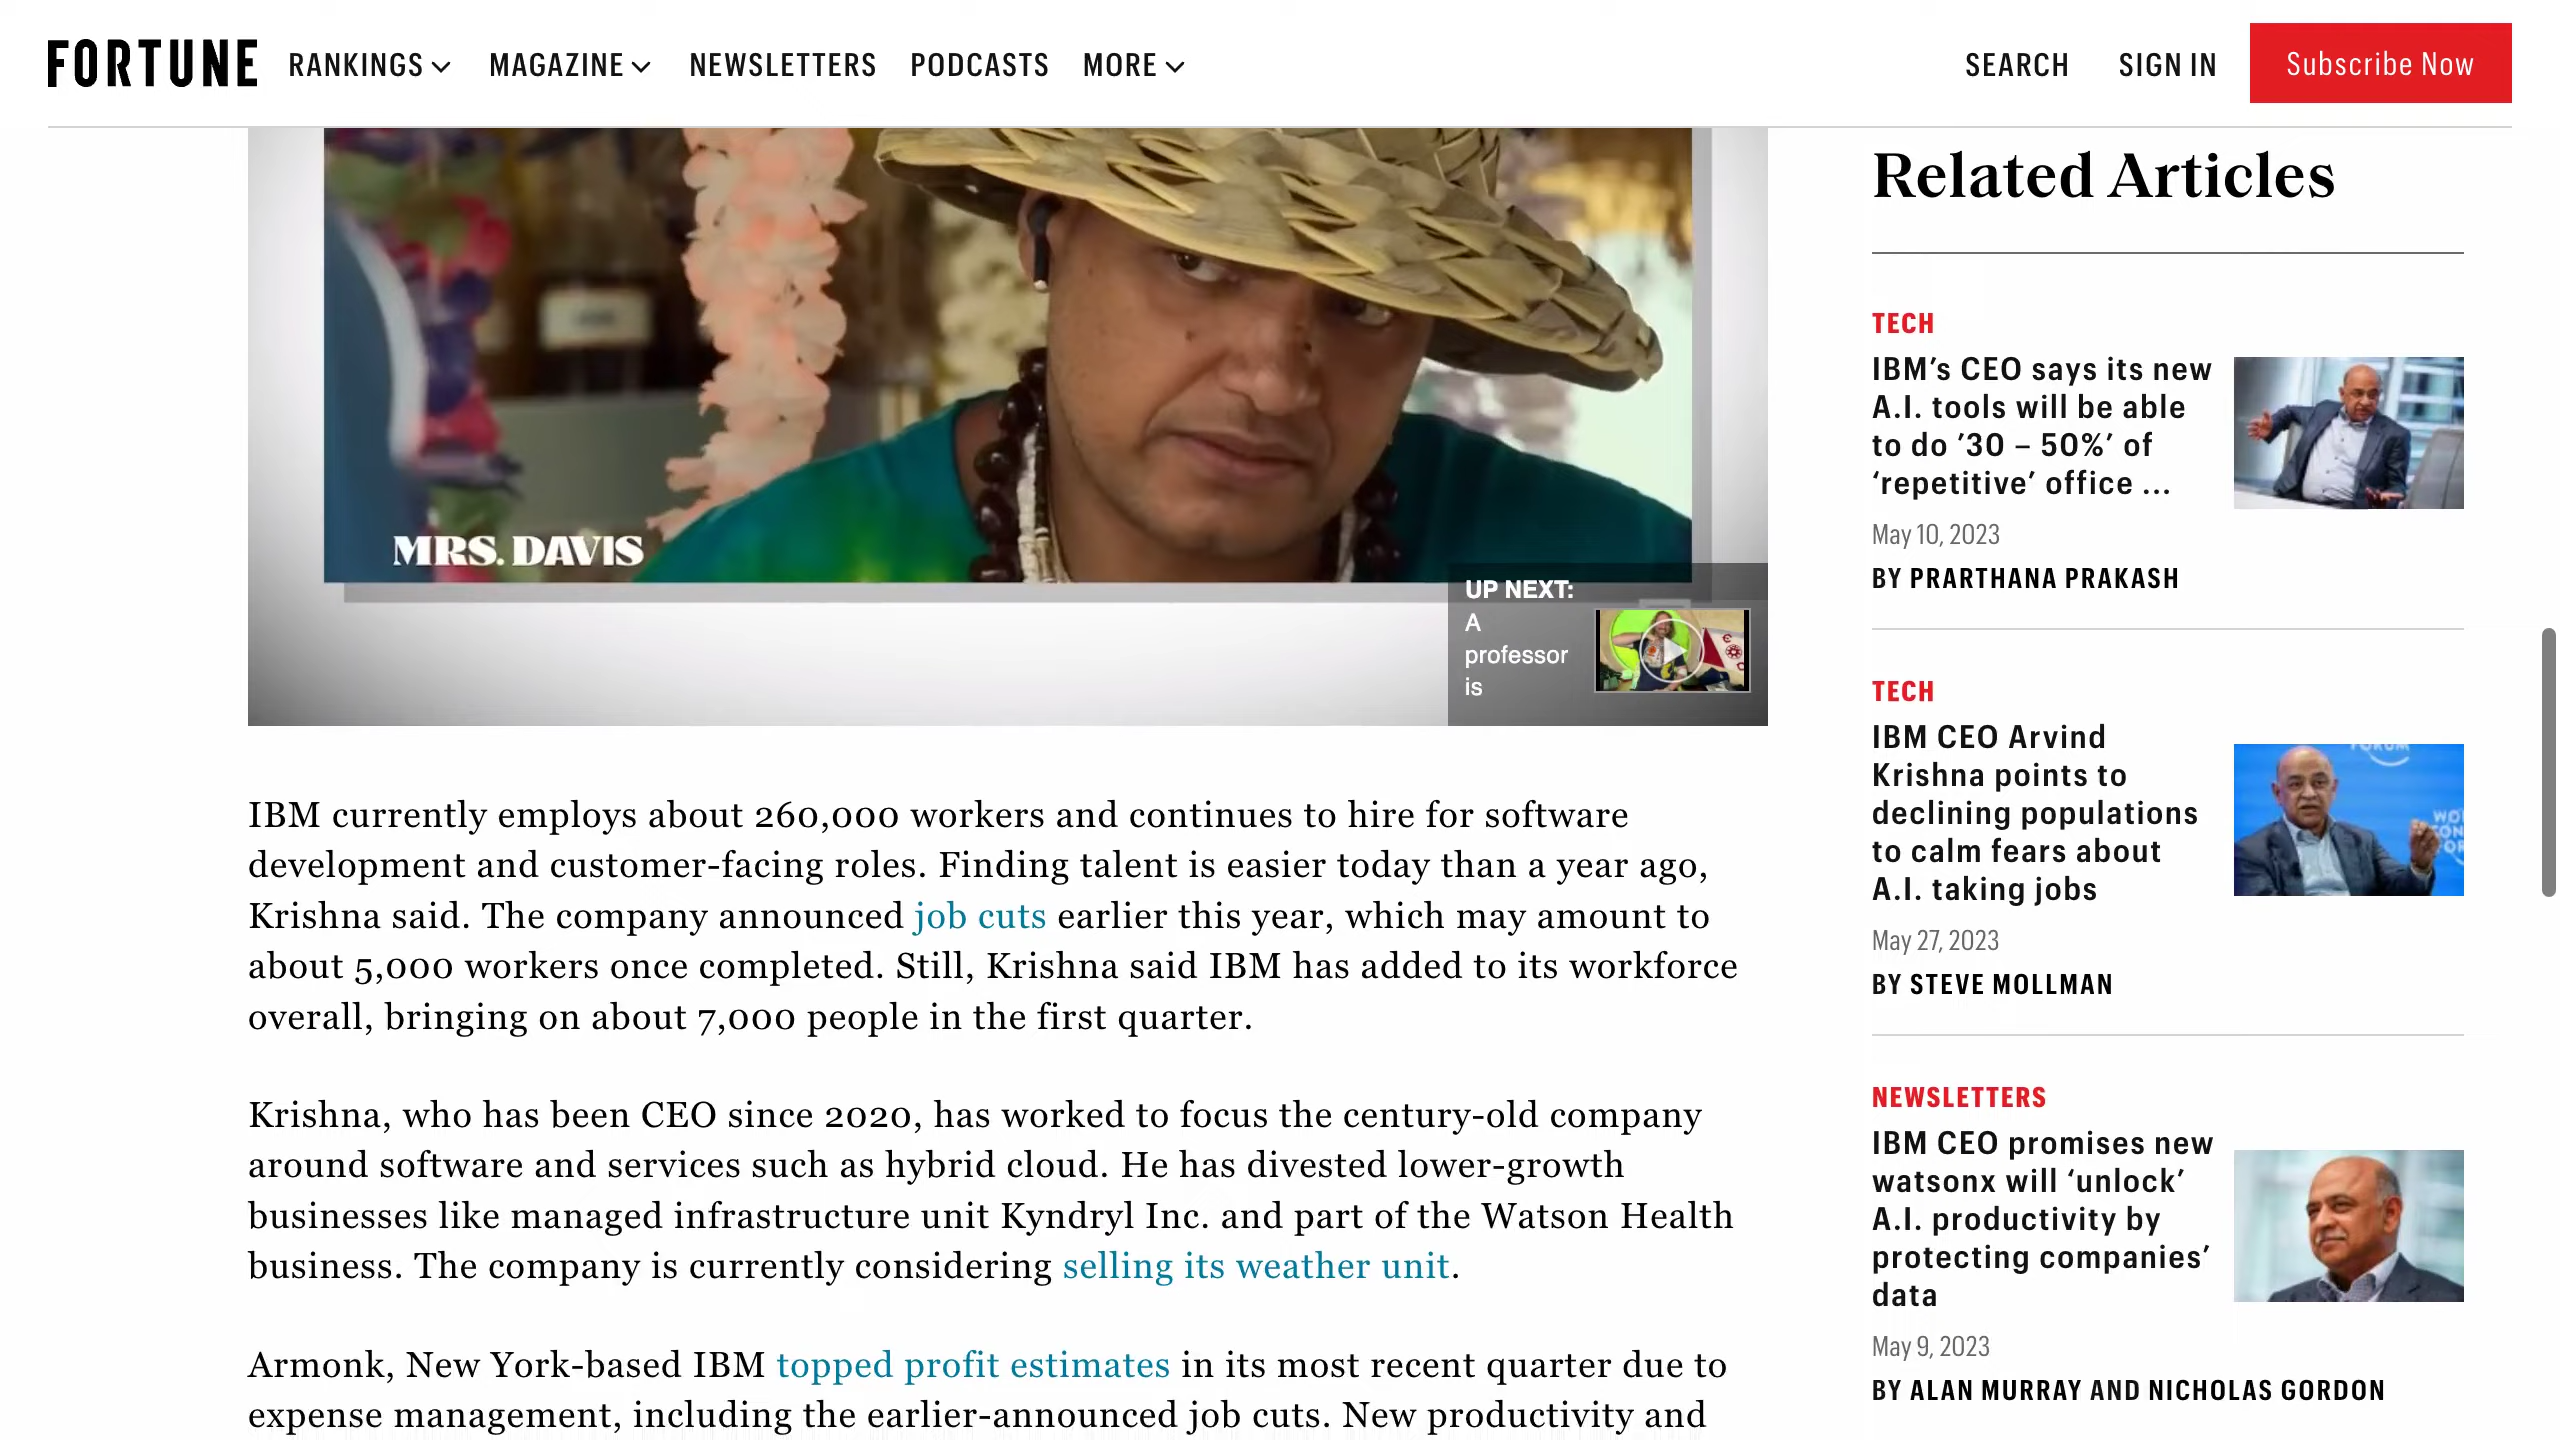 FORTUNE
RANKINGS
MAGAZINE
NEWSLETTERS
PODCASTS
MORE
SEARCH
SIGN IN
Subscribe Now
MRS. DAVIS
UP NEXT:
A
professor
is
IBM currently employs about 260,000 workers and continues to hire for software
development and customer-facing roles. Finding talent is easier today than a year ago,
Krishna said. The company announced job cuts earlier this year, which may amount to
about 5,000 workers once completed. Still, Krishna said IBM has added to its workforce
overall, bringing on about 7,000 people in the first quarter.
Krishna, who has been CEO since 2020, has worked to focus the century-old company
around software and services such as hybrid cloud. He has divested lower-growth
businesses like managed infrastructure unit Kyndryl Inc. and part of the Watson Health
business. The company is currently considering selling its weather unit.
Armonk, New York-based IBM topped profit estimates in its most recent quarter due to
expense management, including the earlier-announced job cuts. New productivity and
Related Articles
TECH
IBM’s CEO says its new
A.I. tools will be able
to do ’30 – 50%’ of
‘repetitive’ office ...
May 10, 2023
BY PRARTHANA PRAKASH
TECH
IBM CEO Arvind
Krishna points to
declining populations
to calm fears about
A.I. taking jobs
May 27, 2023
BY STEVE MOLLMAN
NEWSLETTERS
IBM CEO promises new
watsonx will ‘unlock’
A.I. productivity by
protecting companies’
data
May 9, 2023
BY ALAN MURRAY AND NICHOLAS GORDON